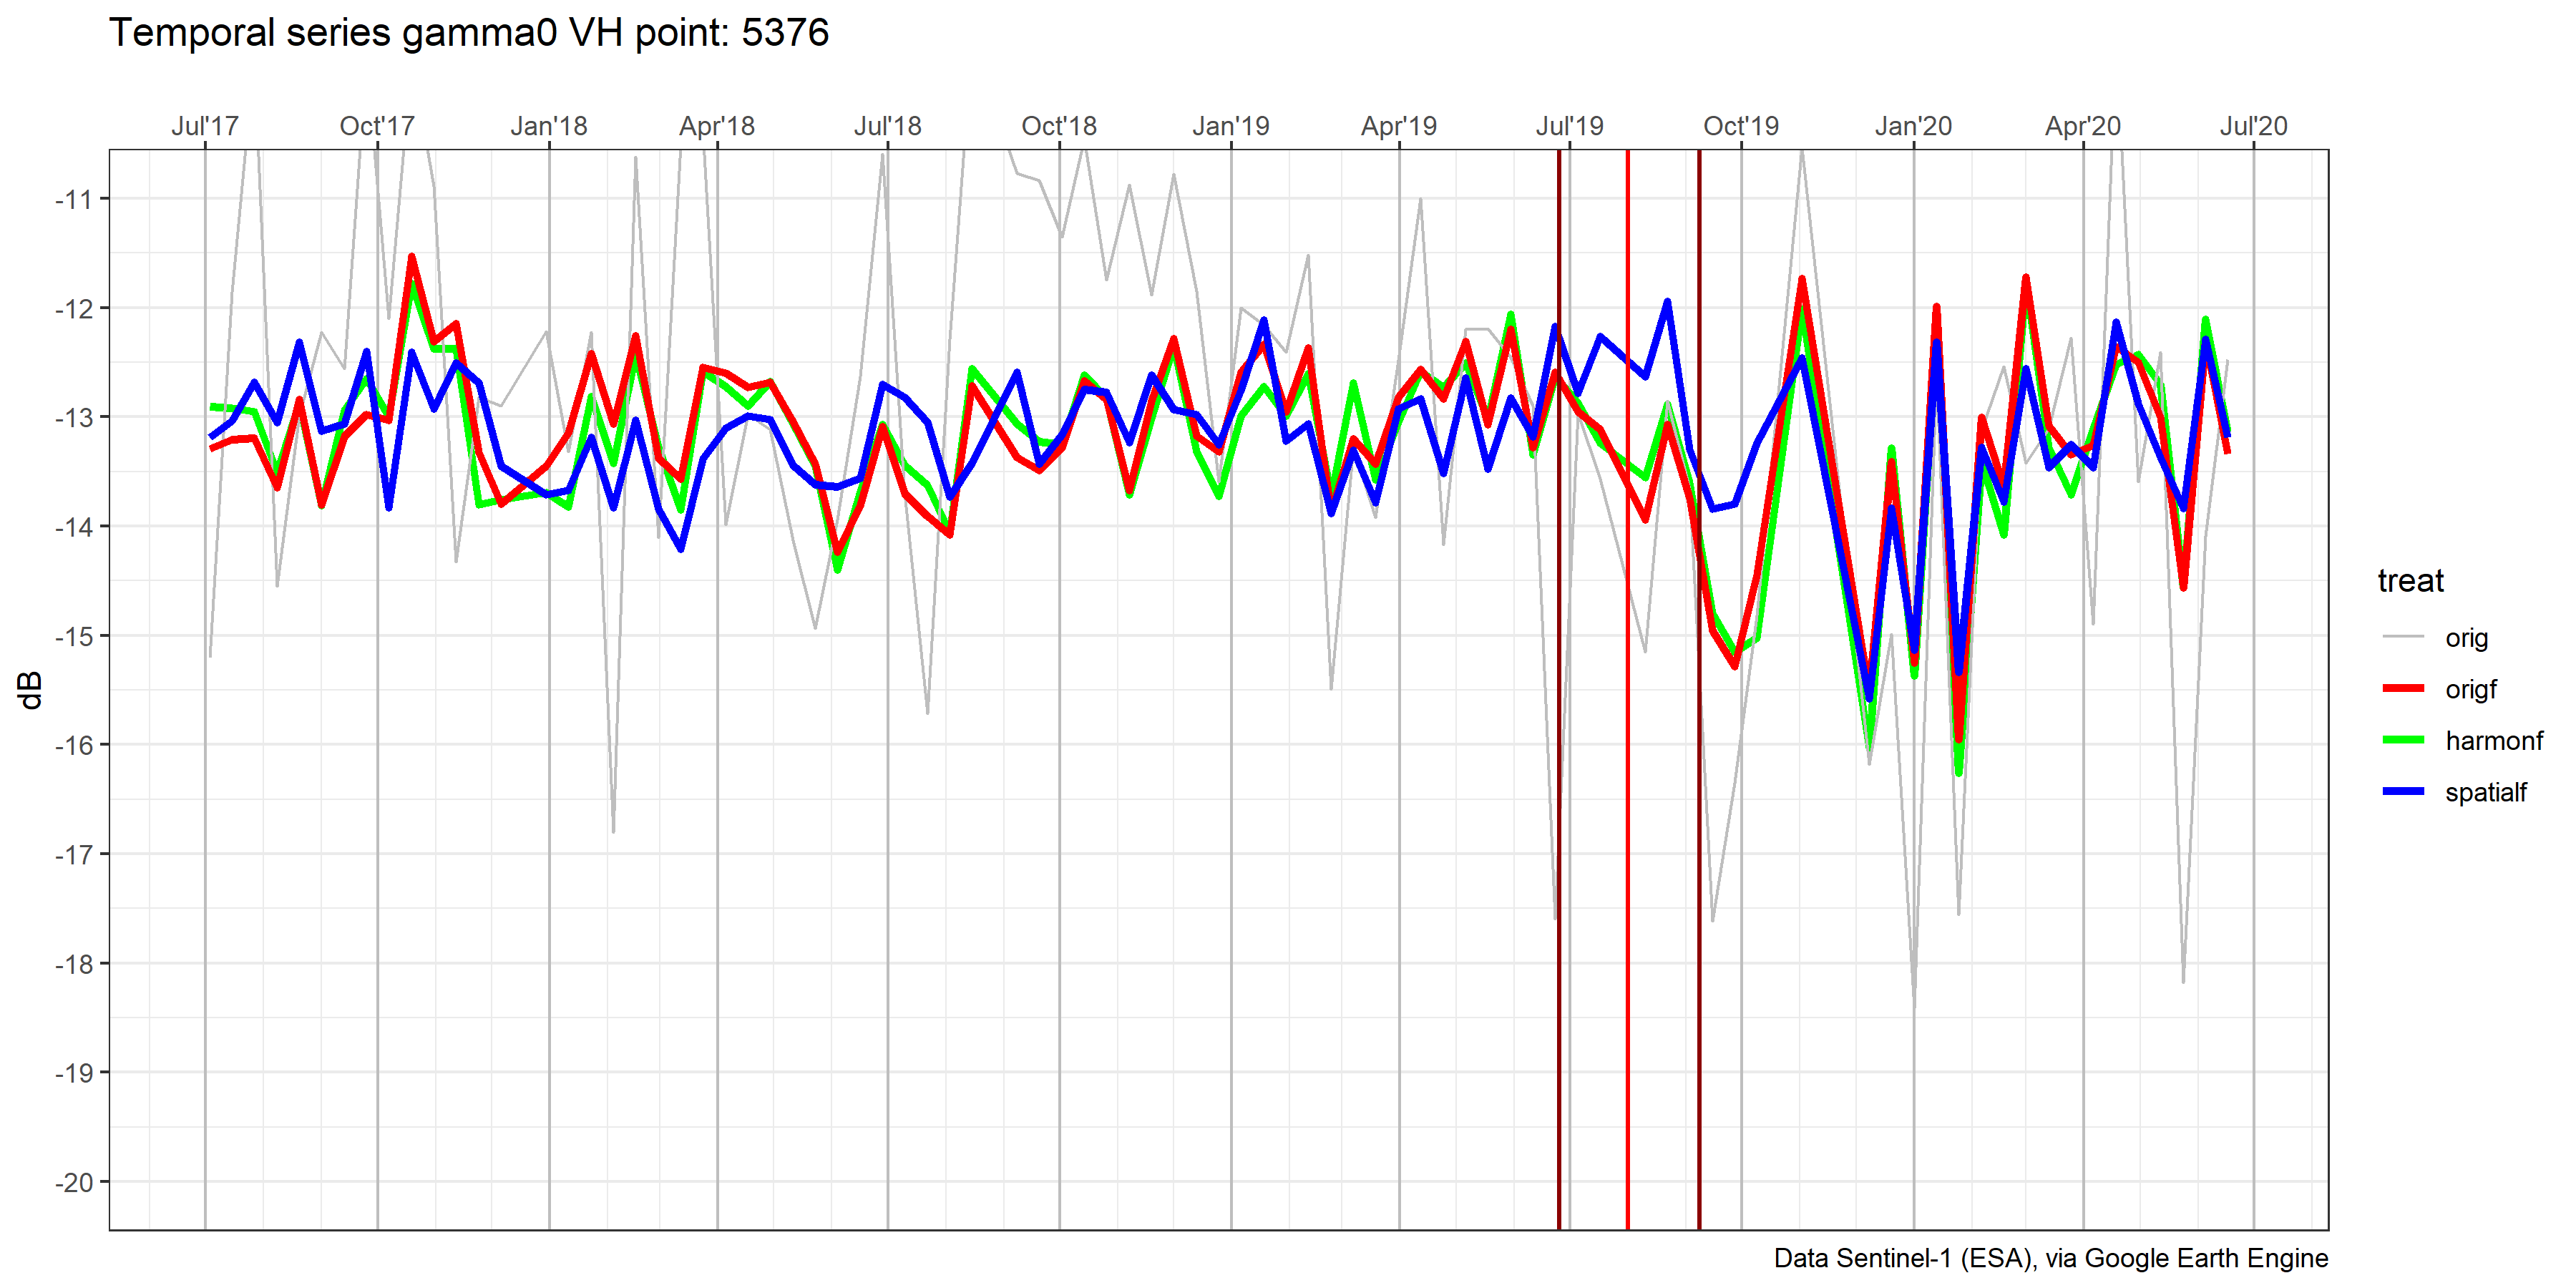 Temporal series gamma0 VH point: 5376
Jul'17 Oct'17 Jan'18 Apr'18 Jul'18 Oct'18 Jan'19 Apr'19 Jul'19 Oct'19 Jan'20 Apr'20 Jul'20
-11
-12
-13
-14
-15
-16
-17
-18
-19
-20
dB
treat
orig
origf
harmonf
spatialf
Data Sentinel-1 (ESA), via Google Earth Engine